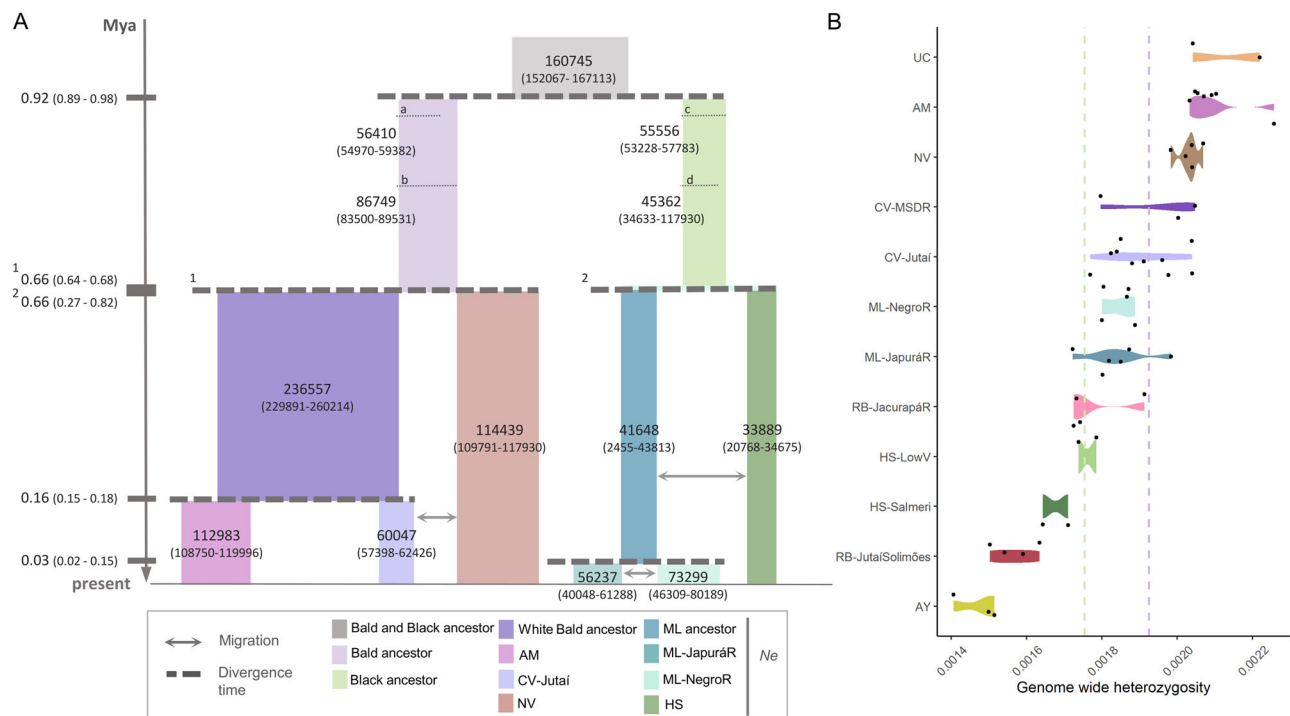 A
Mya
160745
(152067- 167113)
0.92 (0.89 - 0.98)
a
56410
(54970-59382)
b
86749
(83500-89531)
c
55556
(53228-57783)
d
45362
(34633-117930)
1
0.66 (0.64 - 0.68)
2
0.66 (0.27 - 0.82)
1
2
236557
(229891-260214)
114439
(109791-117930)
41648
(2455-43813)
33889
(20768-34675)
0.16 (0.15 - 0.18)
112983
(108750-119996)
60047
(57398-62426)
0.03 (0.02 - 0.15)
56237
(40048-61288)
73299
(46309-80189)
present
Migration
Divergence
time
Bald and Black ancestor
Bald ancestor
Black ancestor
White Bald ancestor
AM
CV-Jutaí
NV
ML ancestor
ML-JapuráR
ML-NegroR
HS
Ne
B
UC
AM
NV
CV-MSDR
CV-Jutaí
ML-NegroR
ML-JapuráR
RB-JacurapáR
HS-LowV
HS-Salmeri
RB-JutaíSolimões
AY
0.0014
0.0016
0.0018
0.0020
0.0022
Genome wide heterozygosity